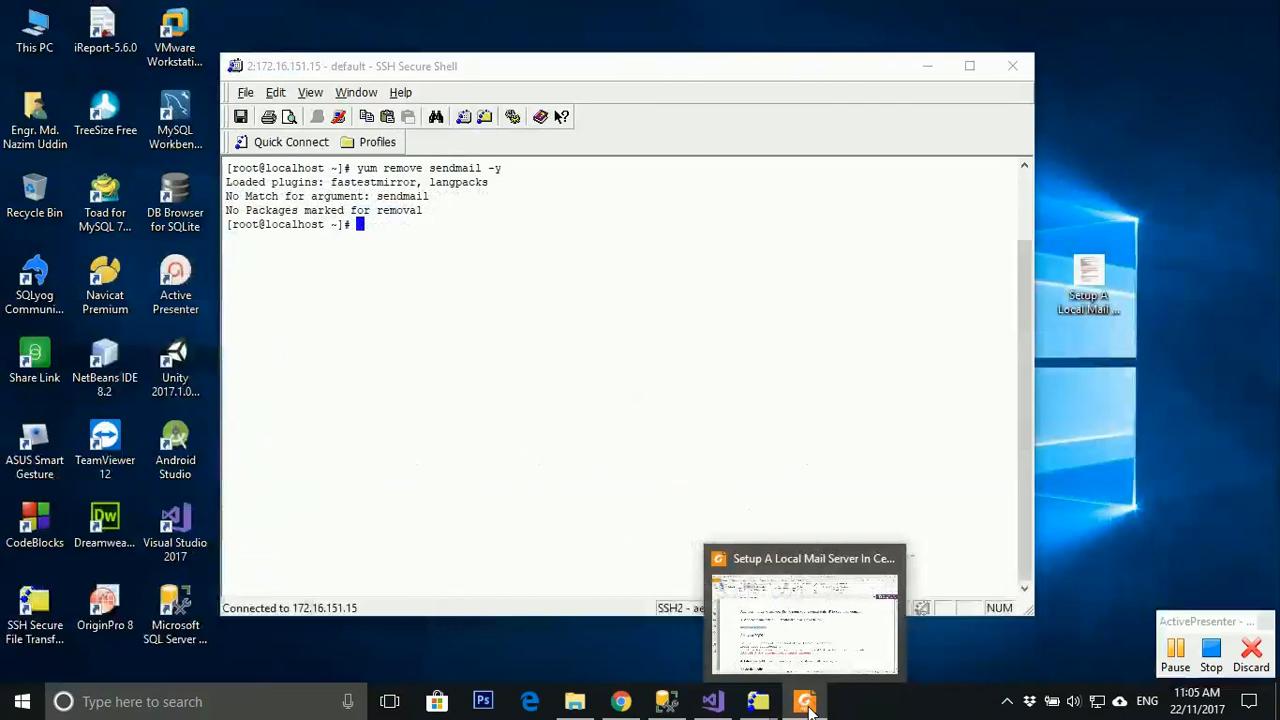 This PC
iReport-5.6.0
VMware
Workstati...
Engr. Md.
Nazim Uddin
TreeSize Free
MySQL
Workben...
Recycle Bin
Toad for
MySQL 7...
DB Browser
for SQLite
SQLyog
Communi...
Navicat
Premium
Active
Presenter
Share Link
NetBeans IDE
8.2
Unity
2017.1.0...
ASUS Smart
Gesture
TeamViewer
12
Android
Studio
CodeBlocks
Dreamwea...
Visual Studio
2017
SSH Secure
File Trans...
OriginPro 8
Microsoft
SQL Server ...
2:172.16.151.15 - default - SSH Secure Shell
File Edit View Window Help
Quick Connect Profiles
[root@localhost ~]# yum remove sendmail -y
Loaded plugins: fastestmirror, langpacks
No Match for argument: sendmail
No Packages marked for removal
[root@localhost ~]#
Connected to 172.16.151.15
SSH2 - ae
NUM
Setup A
Local Mail ...
Setup A Local Mail Server In Ce...
ActivePresenter - ...
Pause Stop Discard
Type here to search
ENG
11:05 AM
22/11/2017